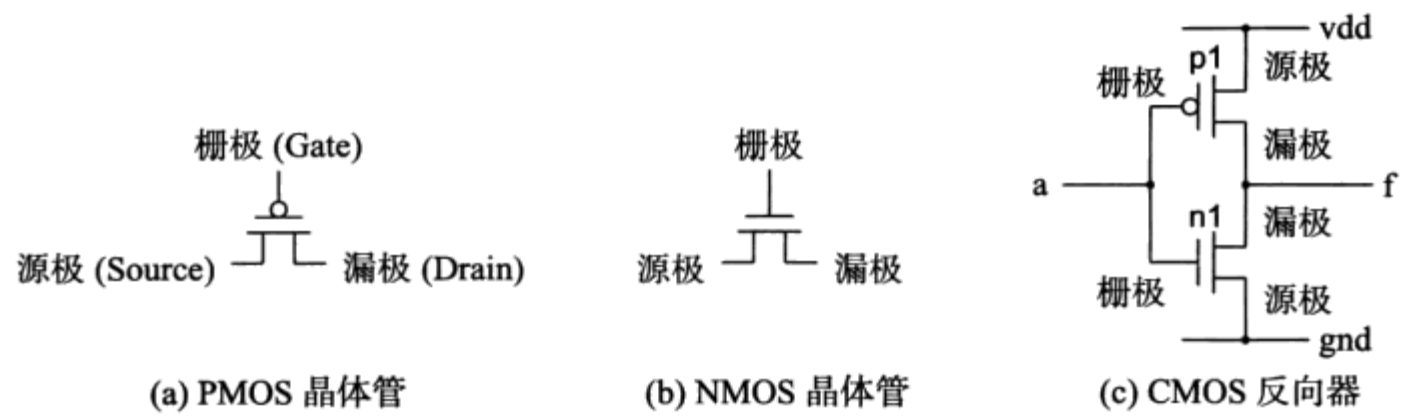 栅极 (Gate)
源极 (Source)
漏极 (Drain)
(a) PMOS 晶体管
栅极
源极
漏极
(b) NMOS 晶体管
vdd
p1
源极
栅极
漏极
a
f
n1
漏极
栅极
源极
gnd
(c) CMOS 反向器